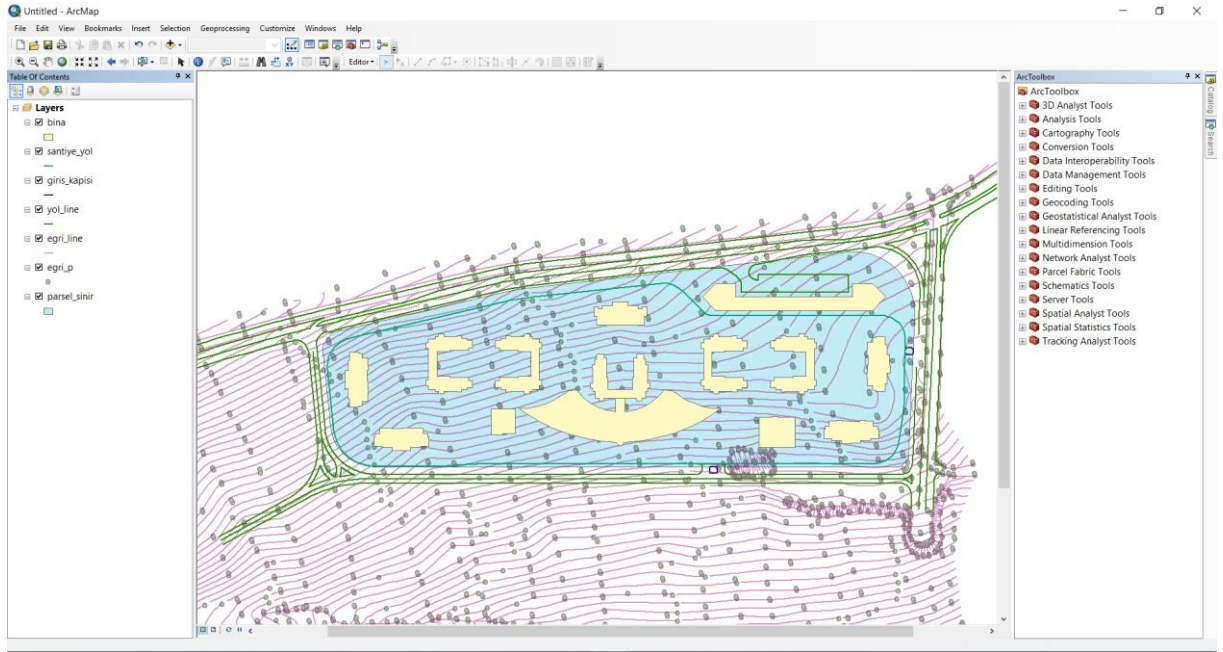 Untitled - ArcMap
File Edit View Bookmarks Insert Selection Geoprocessing Customize Windows Help
Editor
Table Of Contents
Layers
bina
santiye_yol
giris_kapisi
yol_line
egri_line
egri_p
parsel_sinir
ArcToolbox
ArcToolbox
3D Analyst Tools
Analysis Tools
Cartography Tools
Conversion Tools
Data Interoperability Tools
Data Management Tools
Editing Tools
Geocoding Tools
Geostatistical Analyst Tools
Linear Referencing Tools
Multidimension Tools
Network Analyst Tools
Parcel Fabric Tools
Schematics Tools
Server Tools
Spatial Analyst Tools
Spatial Statistics Tools
Tracking Analyst Tools
Catalog
Search